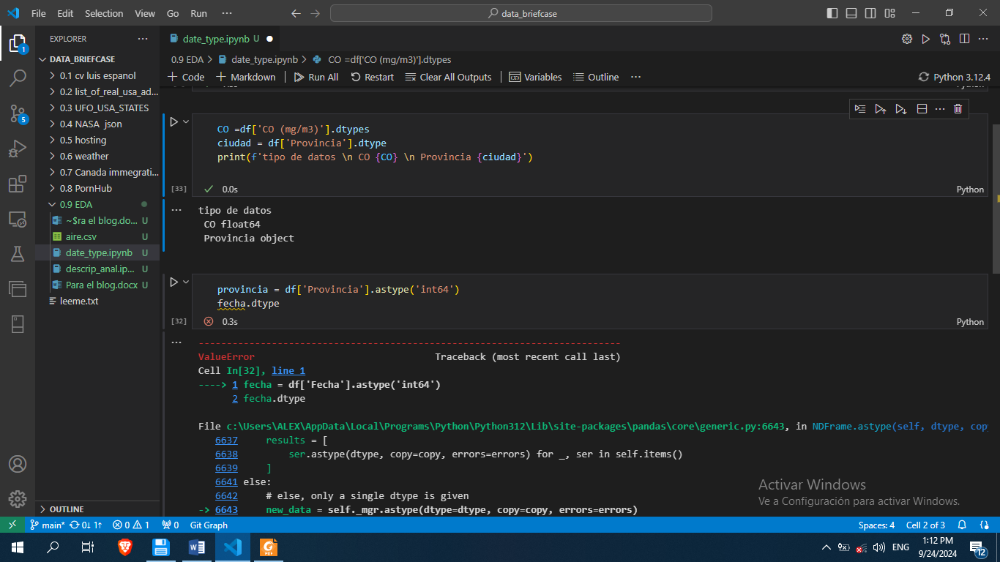 File Edit Selection View Go Run ··· data_briefcase
EXPLORER ···
DATA_BRIEFCASE
0.1 cv luis espanol
0.2 list_of_real_usa_ad...
0.3 UFO_USA_STATES
0.4 NASA json
0.5 hosting
0.6 weather
0.7 Canada immegrati...
0.8 PornHub
0.9 EDA
~$ra el blog.do... U
aire.csv U
date_type.ipynb U
descrip_anal.ip... U
Para el blog.docx U
leeme.txt
OUTLINE
1
5
date_type.ipynb U
0.9 EDA > date_type.ipynb > CO =df['CO (mg/m3)'].dtypes
+ Code + Markdown | Run All Restart Clear All Outputs | Variables Outline ··· Python 3.12.4
CO =df['CO (mg/m3)'].dtypes
ciudad = df['Provincia'].dtype
print(f'tipo de datos \n CO {CO} \n Provincia {ciudad}')
[33] 0.0s Python
tipo de datos
CO float64
Provincia object
provincia = df['Provincia'].astype('int64')
fecha.dtype
[32] 0.3s Python
---------------------------------------------------------------------------
ValueError Traceback (most recent call last)
Cell In[32], line 1
----> 1 fecha = df['Fecha'].astype('int64')
2 fecha.dtype
File c:\Users\ALEX\AppData\Local\Programs\Python\Python312\Lib\site-packages\pandas\core\generic.py:6643, in NDFrame.astype(self, dtype, cop
6637 results = [
6638 ser.astype(dtype, copy=copy, errors=errors) for _, ser in self.items()
6639 ]
6641 else:
6642 # else, only a single dtype is given
-> 6643 new_data = self._mgr.astype(dtype=dtype, copy=copy, errors=errors)
Activar Windows
Ve a Configuración para activar Windows.
main* 0↓ 1↑ 0 1 0 Git Graph Spaces: 4 Cell 2 of 3
ENG 1:12 PM
9/24/2024 12